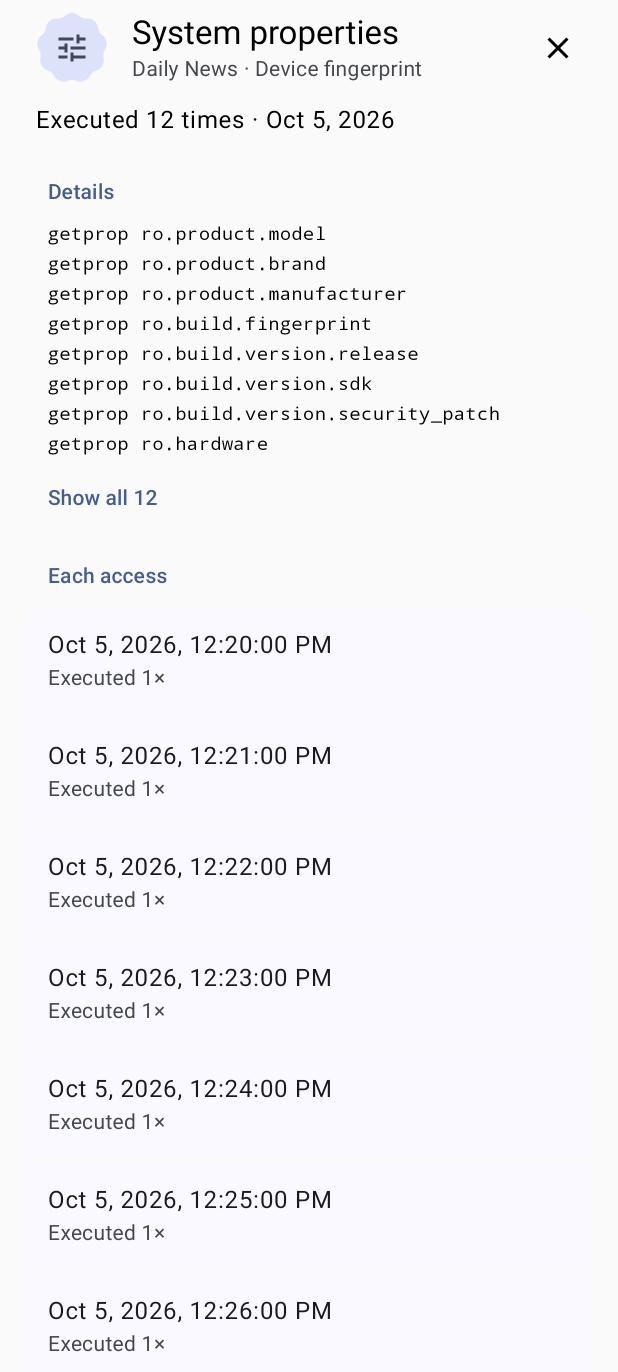 System properties
Daily News · Device fingerprint
Executed 12 times · Oct 5, 2026
Details
getprop ro.product.model
getprop ro.product.brand
getprop ro.product.manufacturer
getprop ro.build.fingerprint
getprop ro.build.version.release
getprop ro.build.version.sdk
getprop ro.build.version.security_patch
getprop ro.hardware
Show all 12
Each access
Oct 5, 2026, 12:20:00 PM
Executed 1×
Oct 5, 2026, 12:21:00 PM
Executed 1×
Oct 5, 2026, 12:22:00 PM
Executed 1×
Oct 5, 2026, 12:23:00 PM
Executed 1×
Oct 5, 2026, 12:24:00 PM
Executed 1×
Oct 5, 2026, 12:25:00 PM
Executed 1×
Oct 5, 2026, 12:26:00 PM
Executed 1×